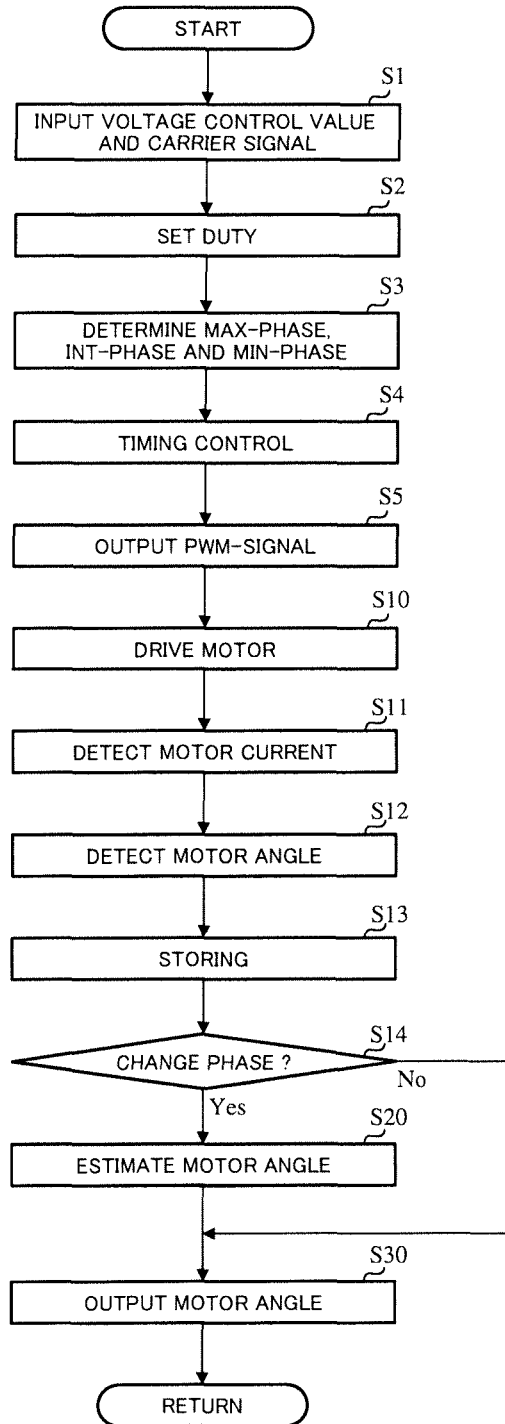 START
S1
INPUT VOLTAGE CONTROL VALUE
AND CARRIER SIGNAL
S2
SET DUTY
S3
DETERMINE MAX-PHASE,
INT-PHASE AND MIN-PHASE
S4
TIMING CONTROL
S5
OUTPUT PWM-SIGNAL
S10
DRIVE MOTOR
S11
DETECT MOTOR CURRENT
S12
DETECT MOTOR ANGLE
S13
STORING
S14
CHANGE PHASE ?
No
Yes
S20
ESTIMATE MOTOR ANGLE
S30
OUTPUT MOTOR ANGLE
RETURN